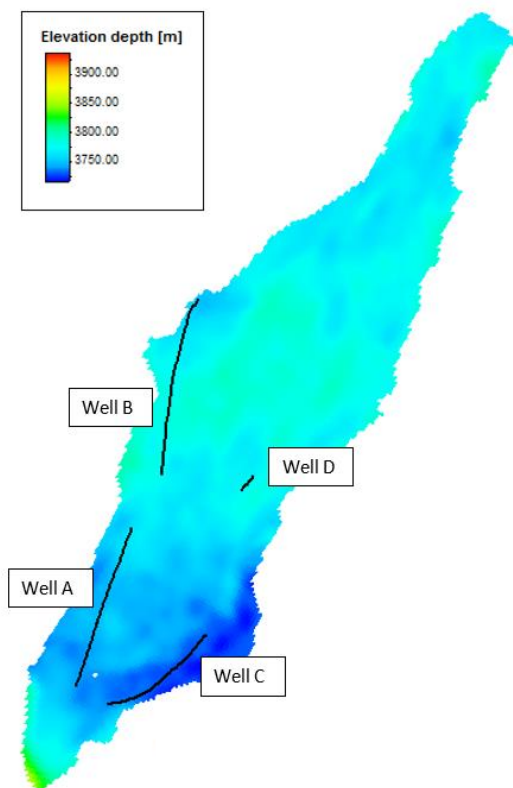 Elevation depth [m]
3900.00
3850.00
3800.00
3750.00
Well B
Well D
Well A
Well C